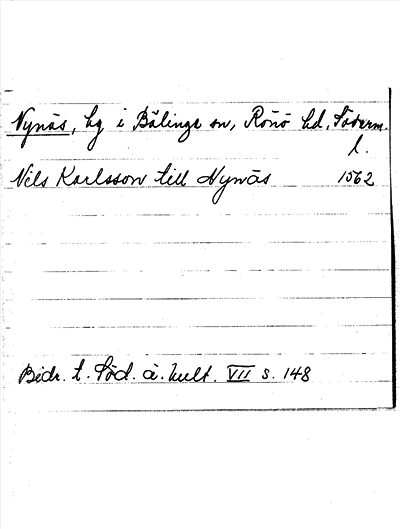 Nynäs, hg i Bälinge sn, Rönö hd, Söderm.
l.
Nils Karlsson till Nynäs 1562
Bidr. t. Söd. ä. kult. VII s. 148